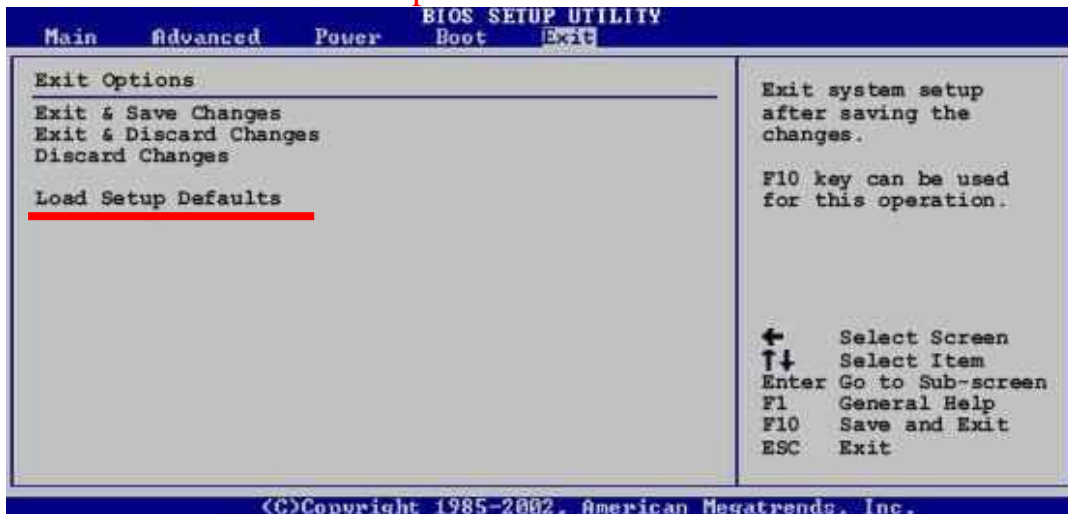 BIOS SETUP UTILITY
Main Advanced Power Boot Exit
Exit Options
Exit & Save Changes
Exit & Discard Changes
Discard Changes
Load Setup Defaults
Exit system setup
after saving the
changes.
F10 key can be used
for this operation.
← Select Screen
↑↓ Select Item
Enter Go to Sub-screen
F1 General Help
F10 Save and Exit
ESC Exit
(C)Copyright 1985-2002, American Megatrends, Inc.